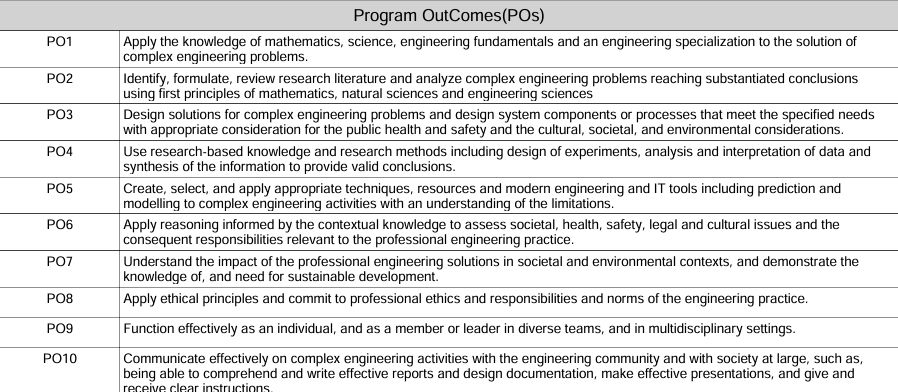 Program OutComes(POs)
PO1
Apply the knowledge of mathematics, science, engineering fundamentals and an engineering specialization to the solution of
complex engineering problems.
PO2
Identify, formulate, review research literature and analyze complex engineering problems reaching substantiated conclusions
using first principles of mathematics, natural sciences and engineering sciences
PO3
Design solutions for complex engineering problems and design system components or processes that meet the specified needs
with appropriate consideration for the public health and safety and the cultural, societal, and environmental considerations.
PO4
Use research-based knowledge and research methods including design of experiments, analysis and interpretation of data and
synthesis of the information to provide valid conclusions.
PO5
Create, select, and apply appropriate techniques, resources and modern engineering and IT tools including prediction and
modelling to complex engineering activities with an understanding of the limitations.
PO6
Apply reasoning informed by the contextual knowledge to assess societal, health, safety, legal and cultural issues and the
consequent responsibilities relevant to the professional engineering practice.
PO7
Understand the impact of the professional engineering solutions in societal and environmental contexts, and demonstrate the
knowledge of, and need for sustainable development.
PO8
Apply ethical principles and commit to professional ethics and responsibilities and norms of the engineering practice.
PO9
Function effectively as an individual, and as a member or leader in diverse teams, and in multidisciplinary settings.
PO10
Communicate effectively on complex engineering activities with the engineering community and with society at large, such as,
being able to comprehend and write effective reports and design documentation, make effective presentations, and give and
receive clear instructions.